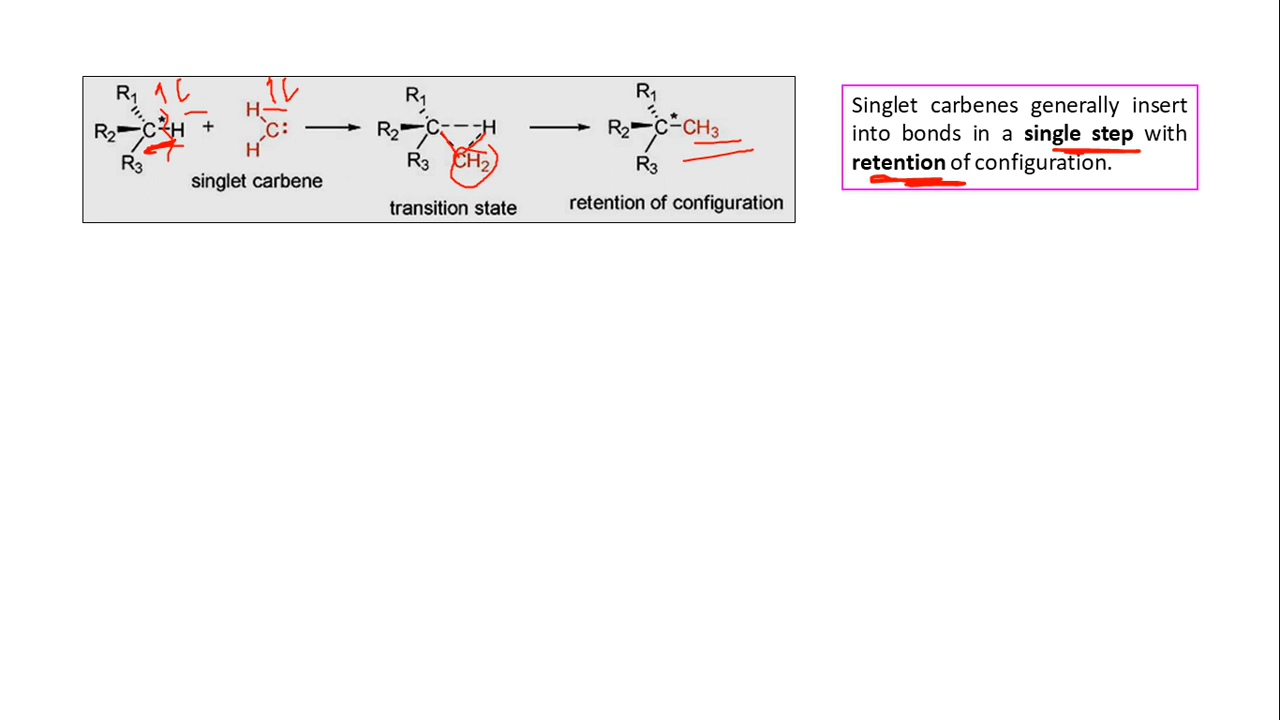 R1
R2 C * H
R3
+
H
C:
H
singlet carbene
R1
R2 C H
R3 CH2
transition state
R1
R2 C * CH3
R3
retention of configuration
Singlet carbenes generally insert
into bonds in a single step with
retention of configuration.